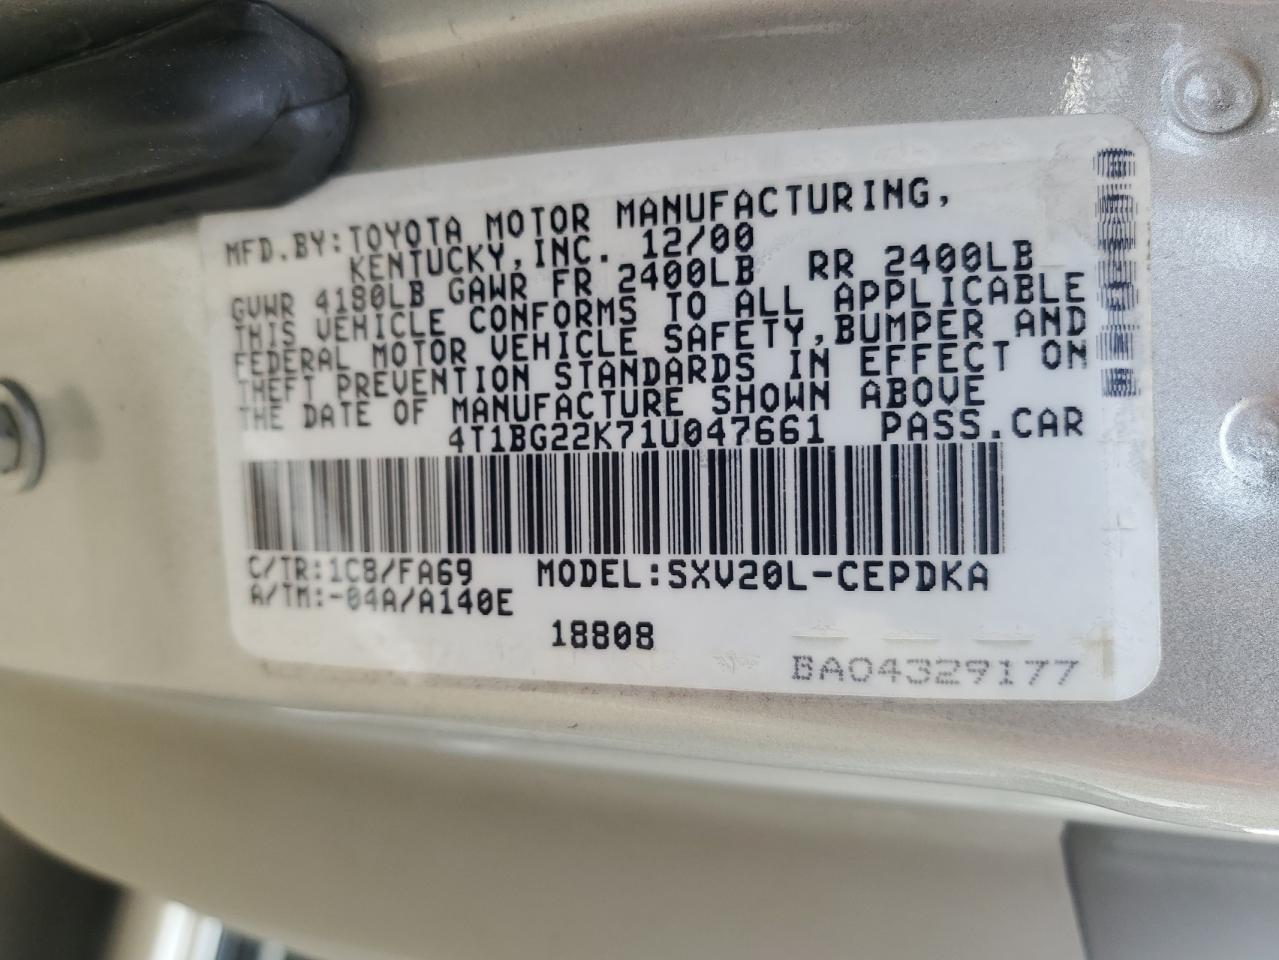 MFD.BY:TOYOTA MOTOR MANUFACTURING,
KENTUCKY,INC. 12/00
GVWR 4180LB GAWR FR 2400LB RR 2400LB
THIS VEHICLE CONFORMS TO ALL APPLICABLE
FEDERAL MOTOR VEHICLE SAFETY,BUMPER AND
THEFT PREVENTION STANDARDS IN EFFECT ON
THE DATE OF MANUFACTURE SHOWN ABOVE
4T1BG22K71U047661 PASS.CAR
C/TR:1C8/FA69 MODEL:SXV20L-CEPDKA
A/TM:-04A/A140E
18808
BA04329177